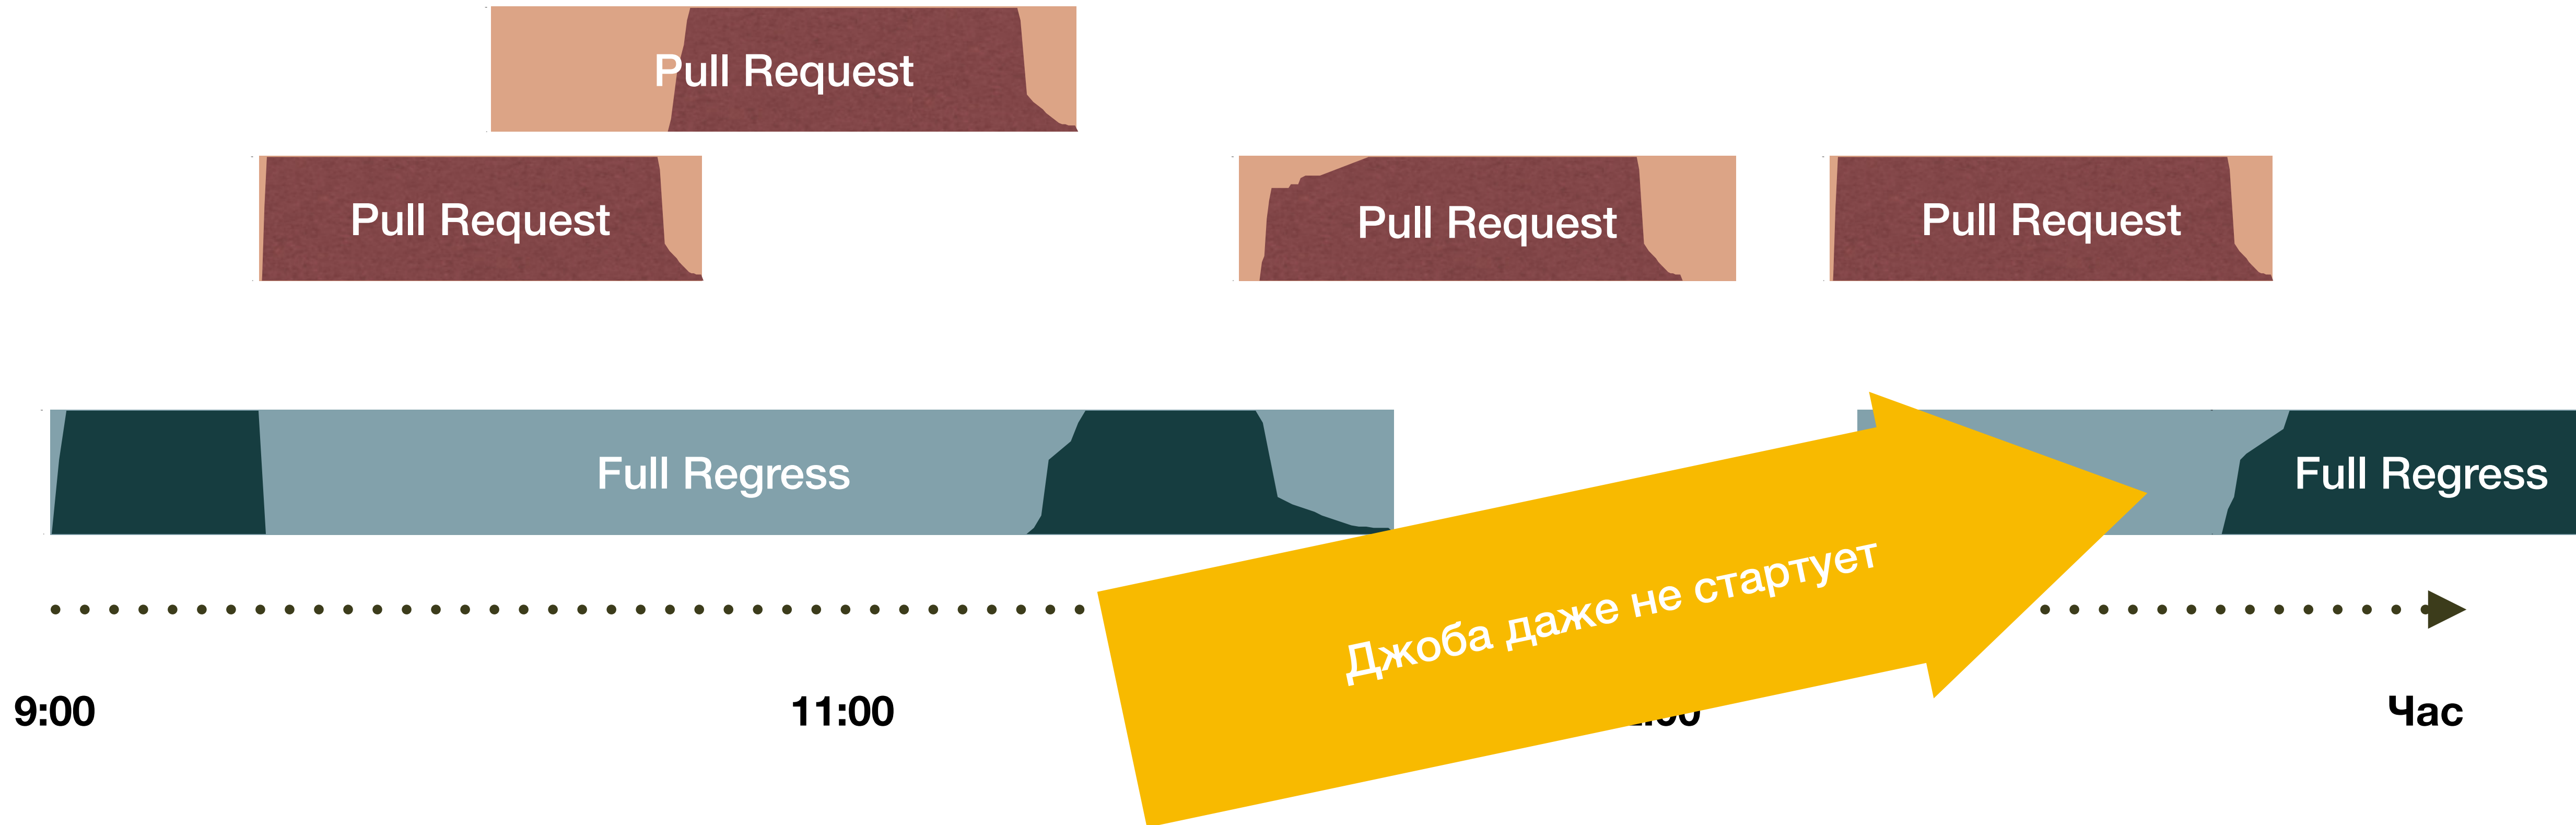 Pull Request
Pull Request
Pull Request
Pull Request
Full Regress
Full Regress
Джоба даже не стартует
9:00
11:00
Час